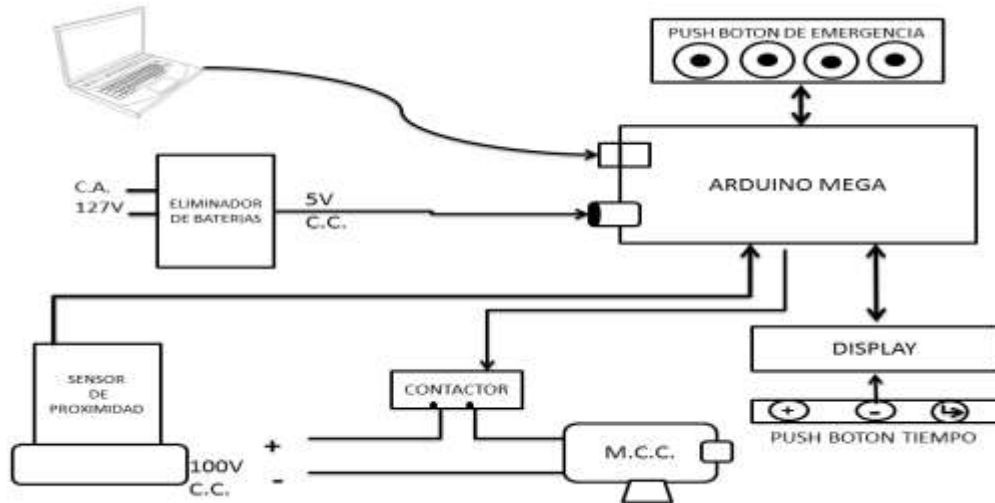 PUSH BOTON DE EMERGENCIA
ARDUINO MEGA
C.A.
127V
ELIMINADOR
DE BATERIAS
5V
C.C.
SENSOR
DE
PROXIMIDAD
CONTACTOR
DISPLAY
+ - ↳
PUSH BOTON TIEMPO
+
100V
C.C.
-
M.C.C.